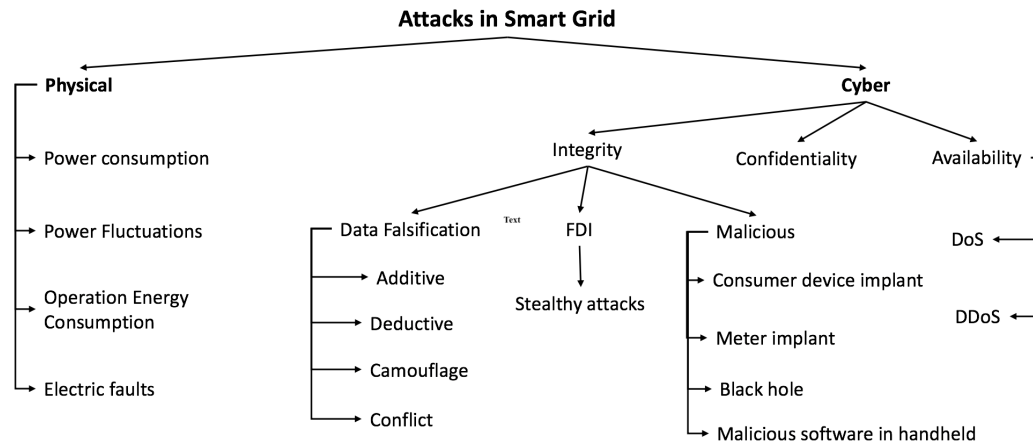 Attacks in Smart Grid
Physical
Cyber
Power consumption
Integrity
Confidentiality
Availability
Power Fluctuations
Data Falsification
Text
FDI
Malicious
DoS
Additive
Consumer device implant
Operation Energy
Consumption
Stealthy attacks
Deductive
DDoS
Meter implant
Camouflage
Electric faults
Black hole
Conflict
Malicious software in handheld